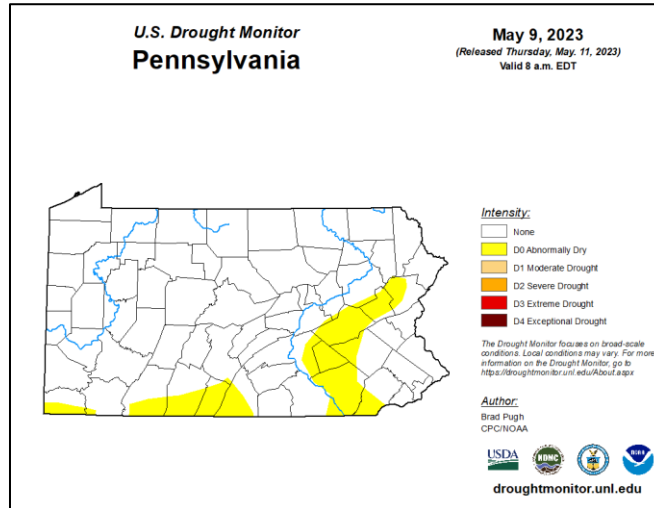 U.S. Drought Monitor
Pennsylvania
May 9, 2023
(Released Thursday, May. 11, 2023)
Valid 8 a.m. EDT
Intensity:
None
D0 Abnormally Dry
D1 Moderate Drought
D2 Severe Drought
D3 Extreme Drought
D4 Exceptional Drought
The Drought Monitor focuses on broad-scale
conditions. Local conditions may vary. For more
information on the Drought Monitor, go to
https://droughtmonitor.unl.edu/About.aspx
Author:
Brad Pugh
CPC/NOAA
USDA
NDMC
droughtmonitor.unl.edu